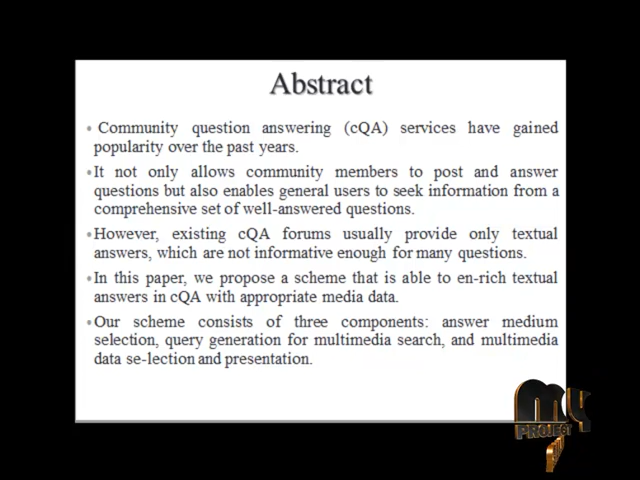 Abstract
• Community question answering (cQA) services have gained
popularity over the past years.
•It not only allows community members to post and answer
questions but also enables general users to seek information from a
comprehensive set of well-answered questions.
•However, existing cQA forums usually provide only textual
answers, which are not informative enough for many questions.
•In this paper, we propose a scheme that is able to en-rich textual
answers in cQA with appropriate media data.
•Our scheme consists of three components: answer medium
selection, query generation for multimedia search, and multimedia
data se-lection and presentation.
my
PROJECT